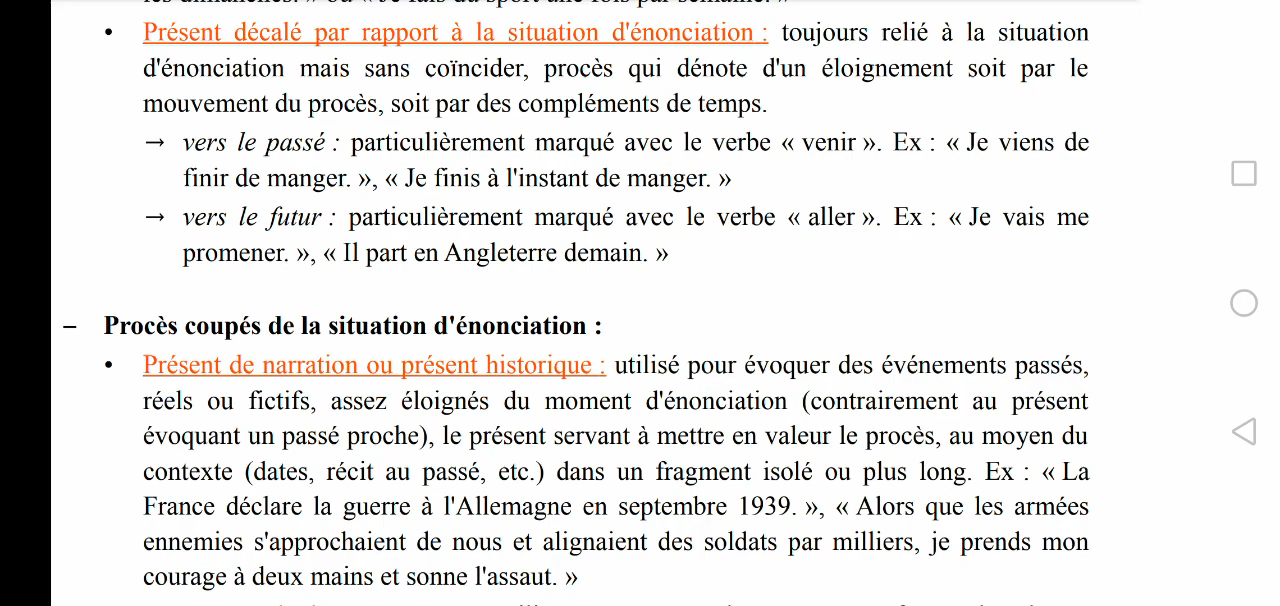 • Présent décalé par rapport à la situation d'énonciation : toujours relié à la situation
d'énonciation mais sans coïncider, procès qui dénote d'un éloignement soit par le
mouvement du procès, soit par des compléments de temps.
→ vers le passé : particulièrement marqué avec le verbe « venir ». Ex : « Je viens de
finir de manger. », « Je finis à l'instant de manger. »
→ vers le futur : particulièrement marqué avec le verbe « aller ». Ex : « Je vais me
promener. », « Il part en Angleterre demain. »
– Procès coupés de la situation d'énonciation :
• Présent de narration ou présent historique : utilisé pour évoquer des événements passés,
réels ou fictifs, assez éloignés du moment d'énonciation (contrairement au présent
évoquant un passé proche), le présent servant à mettre en valeur le procès, au moyen du
contexte (dates, récit au passé, etc.) dans un fragment isolé ou plus long. Ex : « La
France déclare la guerre à l'Allemagne en septembre 1939. », « Alors que les armées
ennemies s'approchaient de nous et alignaient des soldats par milliers, je prends mon
courage à deux mains et sonne l'assaut. »